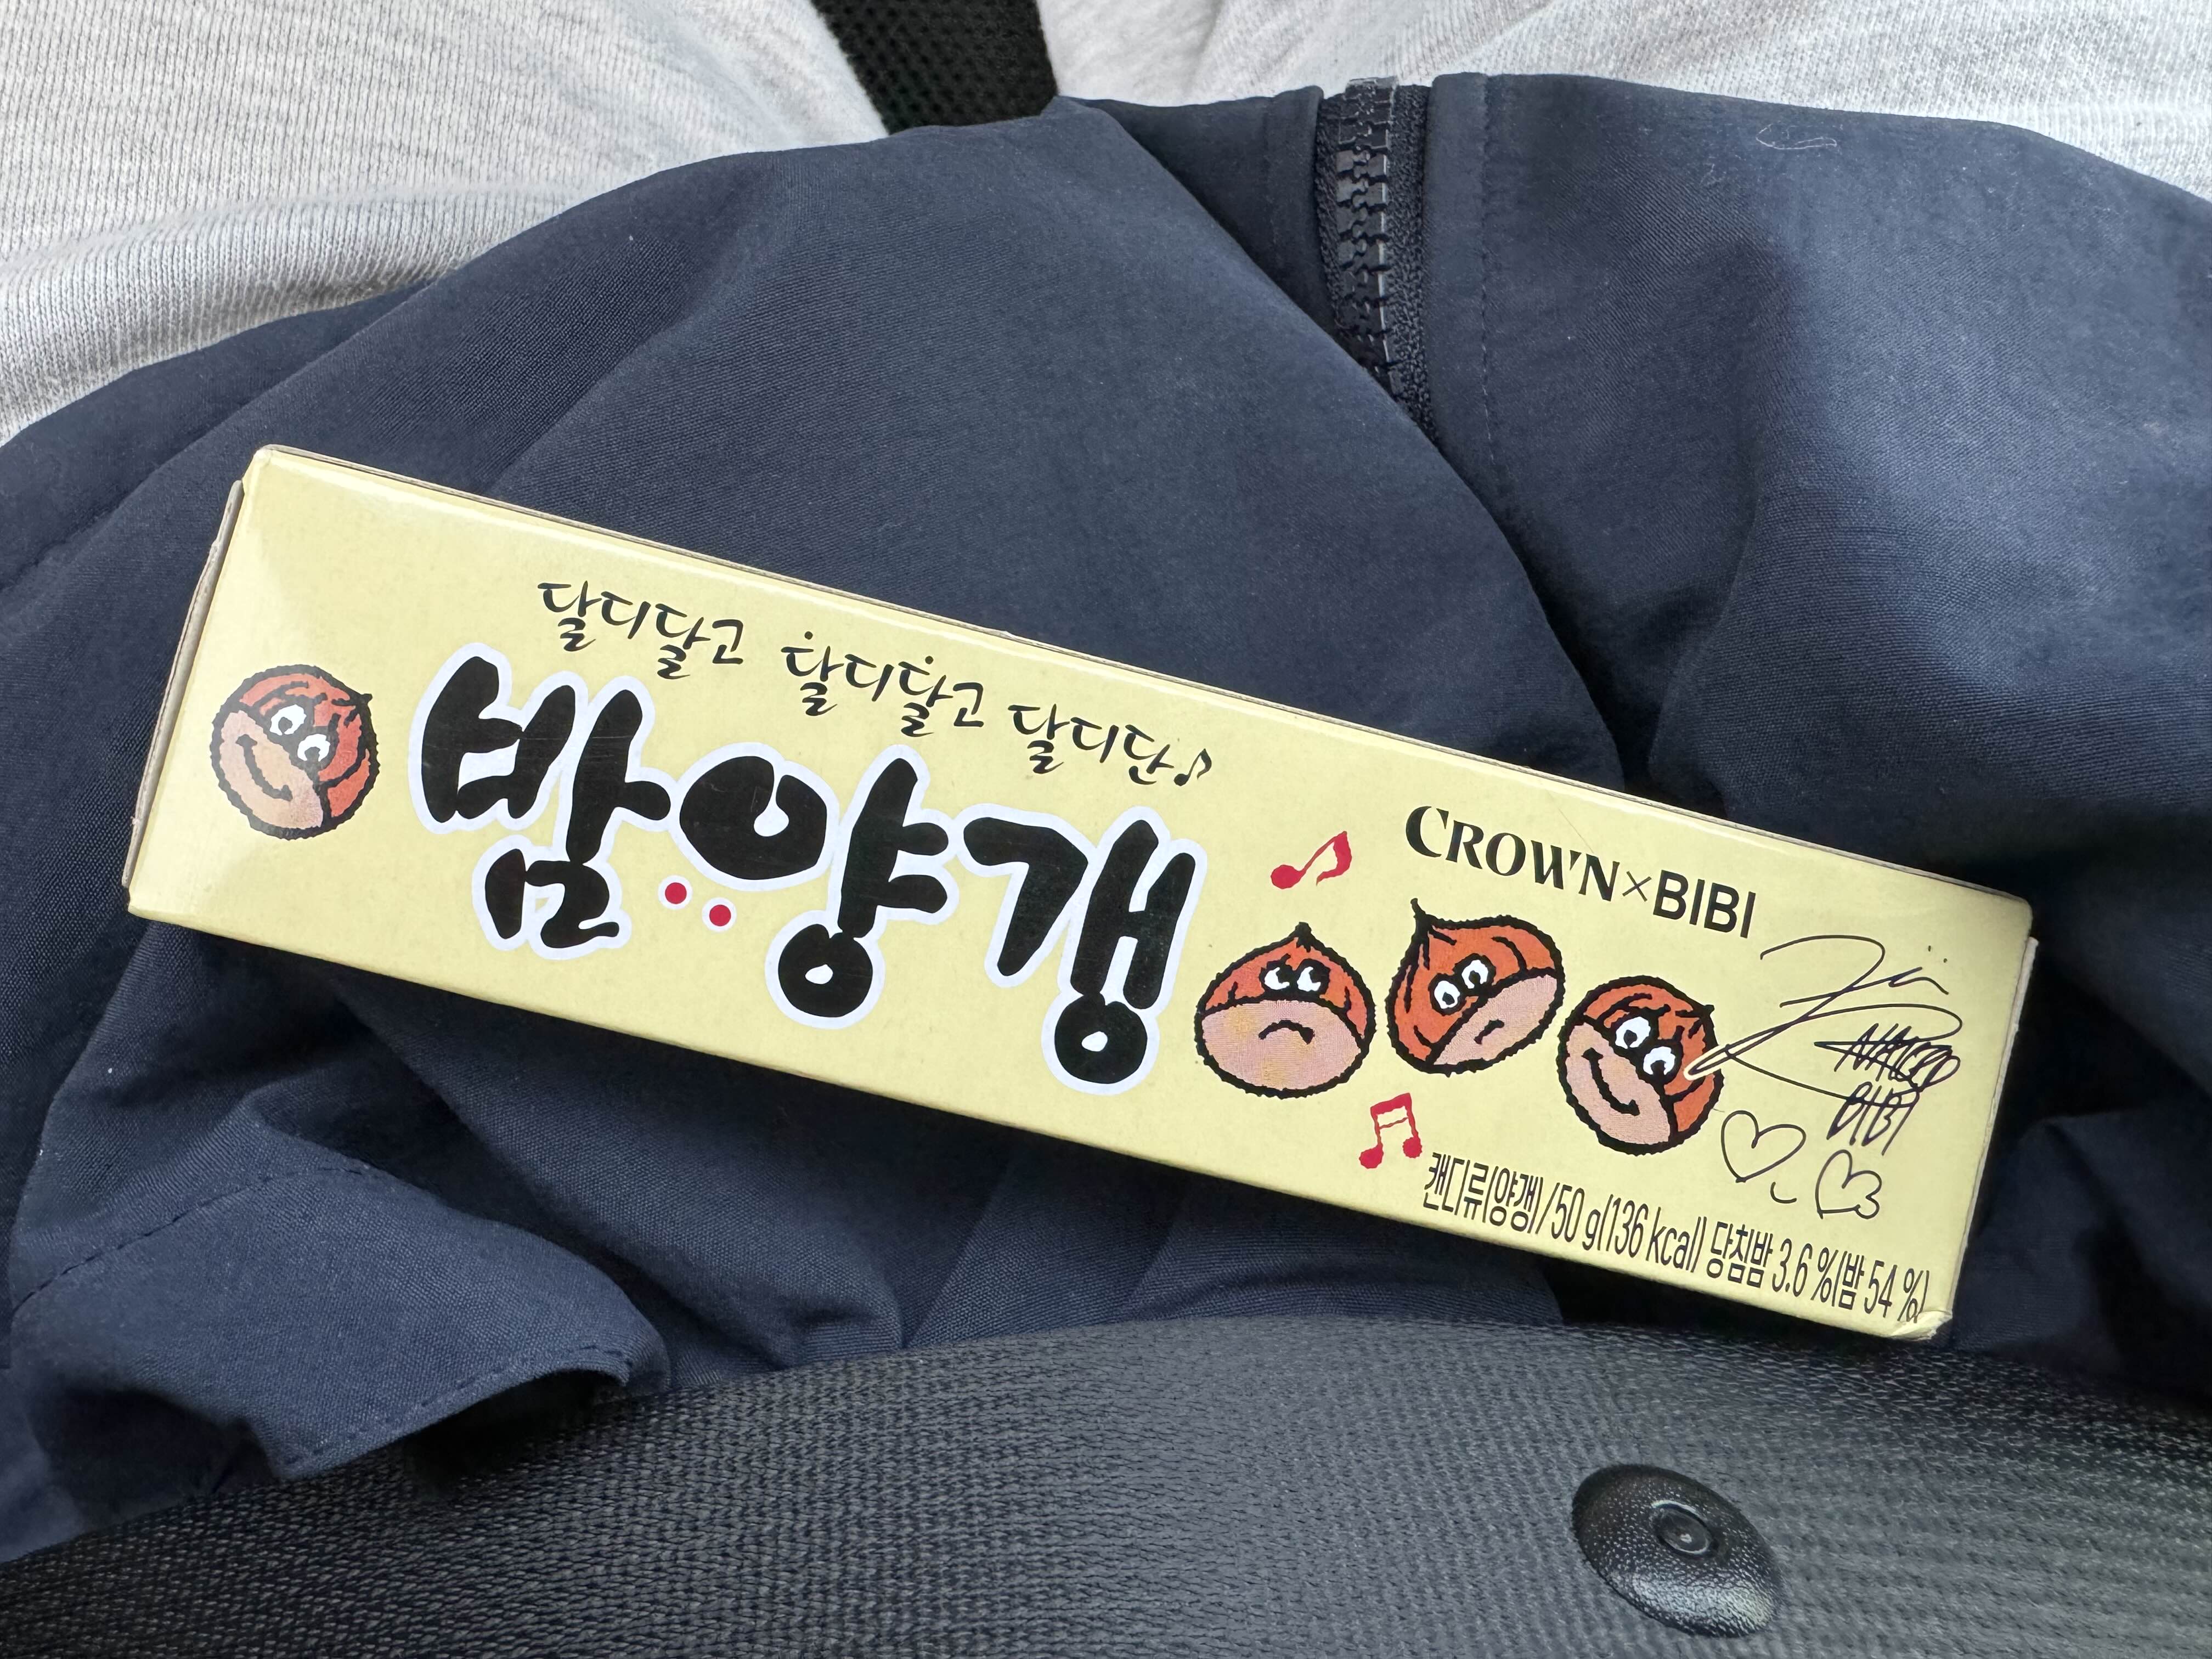 달디달고 달디달고 달디단♪
밤양갱
CROWN×BIBI
BIBI
캔디류(양갱)/50 g(136 kcal) 당침밤 3.6 %(밤 54 %)